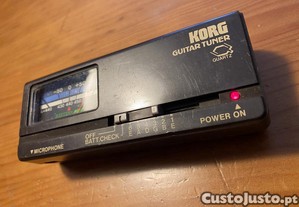 KORG
GUITAR TUNER
QUARTZ
OFF
BATT.CHECK
E
POWER ON
MICROPHONE
CustoJusto.pt